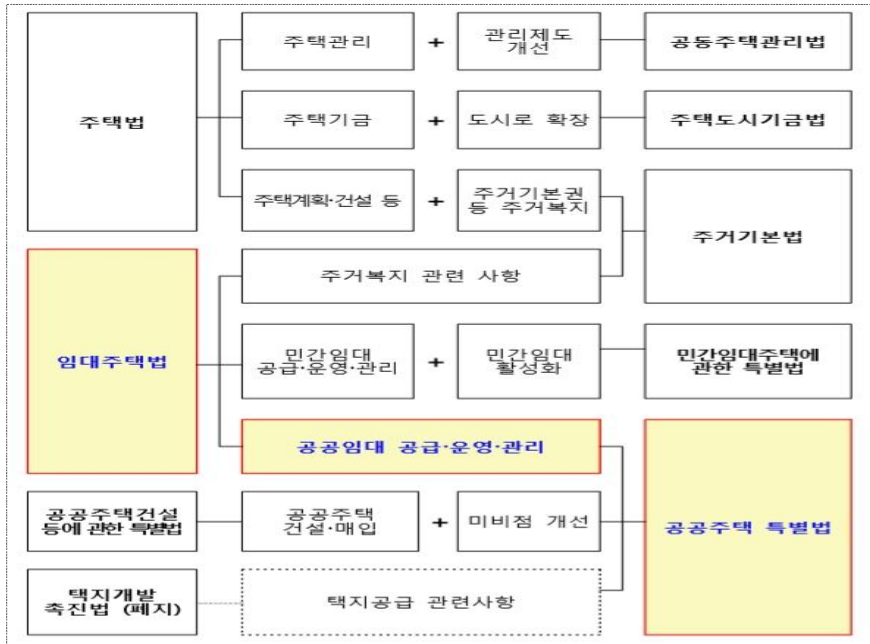 주택법
주택관리
+
관리제도
개선
공동주택관리법
주택기금
+
도시로 확장
주택도시기금법
주택계획·건설 등
+
주거기본권
등 주거복지
주거기본법
임대주택법
주거복지 관련 사항
민간임대
공급·운영·관리
+
민간임대
활성화
민간임대주택에
관한 특별법
공공임대 공급·운영·관리
공공주택건설
등에 관한 특별법
공공주택
건설·매입
+
미비점 개선
공공주택 특별법
택지개발
촉진법 (폐지)
택지공급 관련사항